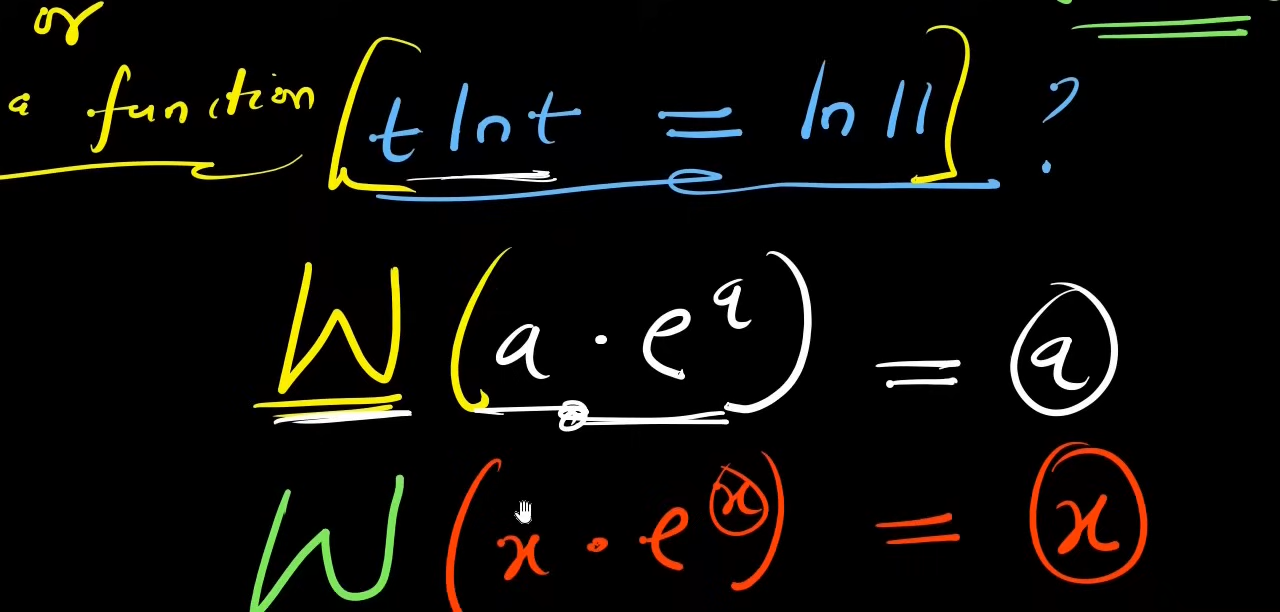 or
a function [t ln t = ln 11] ?
W (a · e^a) = a
W (x · e^x) = x